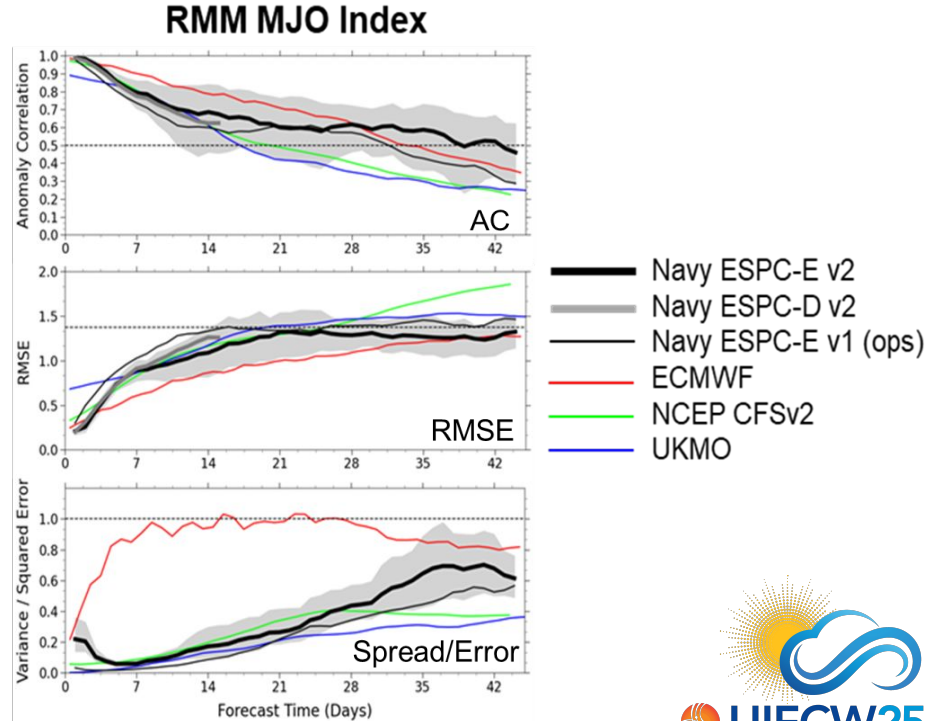 RMM MJO Index
Anomaly Correlation
1.0
0.9
0.8
0.7
0.6
0.5
0.4
0.3
0.2
0.1
0.0
AC
0 7 14 21 28 35 42
RMSE
2.0
1.5
1.0
0.5
0.0
RMSE
0 7 14 21 28 35 42
Variance / Squared Error
1.0
0.8
0.6
0.4
0.2
0.0
Spread/Error
0 7 14 21 28 35 42
Forecast Time (Days)
Navy ESPC-E v2
Navy ESPC-D v2
Navy ESPC-E v1 (ops)
ECMWF
NCEP CFSv2
UKMO